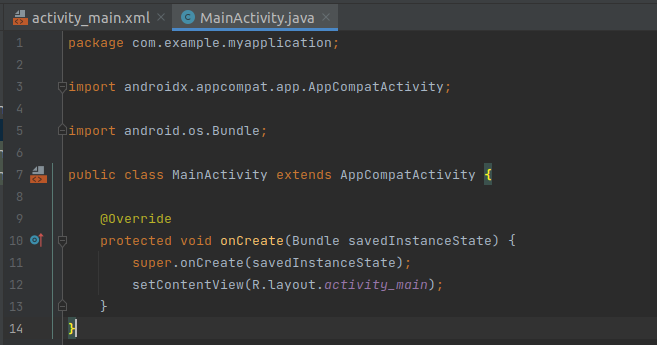 activity_main.xml MainActivity.java
1 package com.example.myapplication;
2
3 import androidx.appcompat.app.AppCompatActivity;
4
5 import android.os.Bundle;
6
7 public class MainActivity extends AppCompatActivity {
8
9 @Override
10 protected void onCreate(Bundle savedInstanceState) {
11 super.onCreate(savedInstanceState);
12 setContentView(R.layout.activity_main);
13 }
14 }